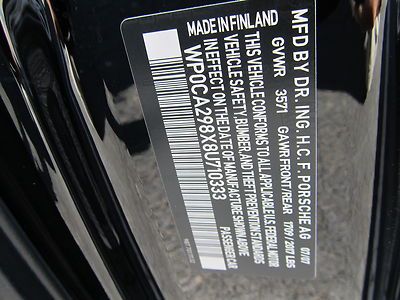 MFD BY DR. ING. H.C. F. PORSCHE AG 07/07
GVWR 3571 GAWR FRONT/REAR 1709 / 2017 LBS
THIS VEHICLE CONFORMS TO ALL APPLICABLE U.S. FEDERAL MOTOR
VEHICLE SAFETY, BUMPER, AND THEFT PREVENTION STANDARDS
IN EFFECT ON THE DATE OF MANUFACTURE SHOWN ABOVE
WP0CA298X8U710333 PASSENGER CAR
MADE IN FINLAND